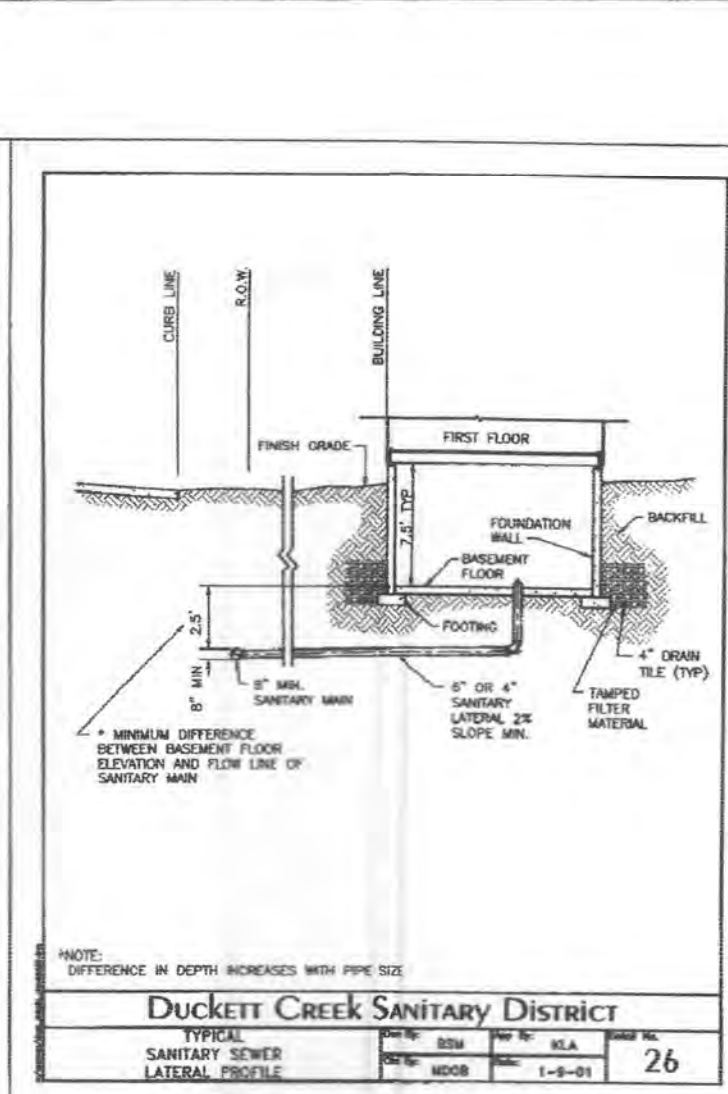 CURB LINE
R.O.W.
BUILDING LINE
FINISH GRADE
FIRST FLOOR
7.5' TYP
FOUNDATION
WALL
BACKFILL
BASEMENT
FLOOR
2.5'
FOOTING
8" MIN
8" MIN.
SANITARY MAIN
6" OR 4"
SANITARY
LATERAL 2%
SLOPE MIN.
4" DRAIN
TILE (TYP)
TAMPED
FILTER
MATERIAL
* MINIMUM DIFFERENCE
BETWEEN BASEMENT FLOOR
ELEVATION AND FLOW LINE OF
SANITARY MAIN
*NOTE:
DIFFERENCE IN DEPTH INCREASES WITH PIPE SIZE
DUCKETT CREEK SANITARY DISTRICT
TYPICAL
SANITARY SEWER
LATERAL PROFILE
BSM
KLA
MDOB
Date: 1-9-01
26